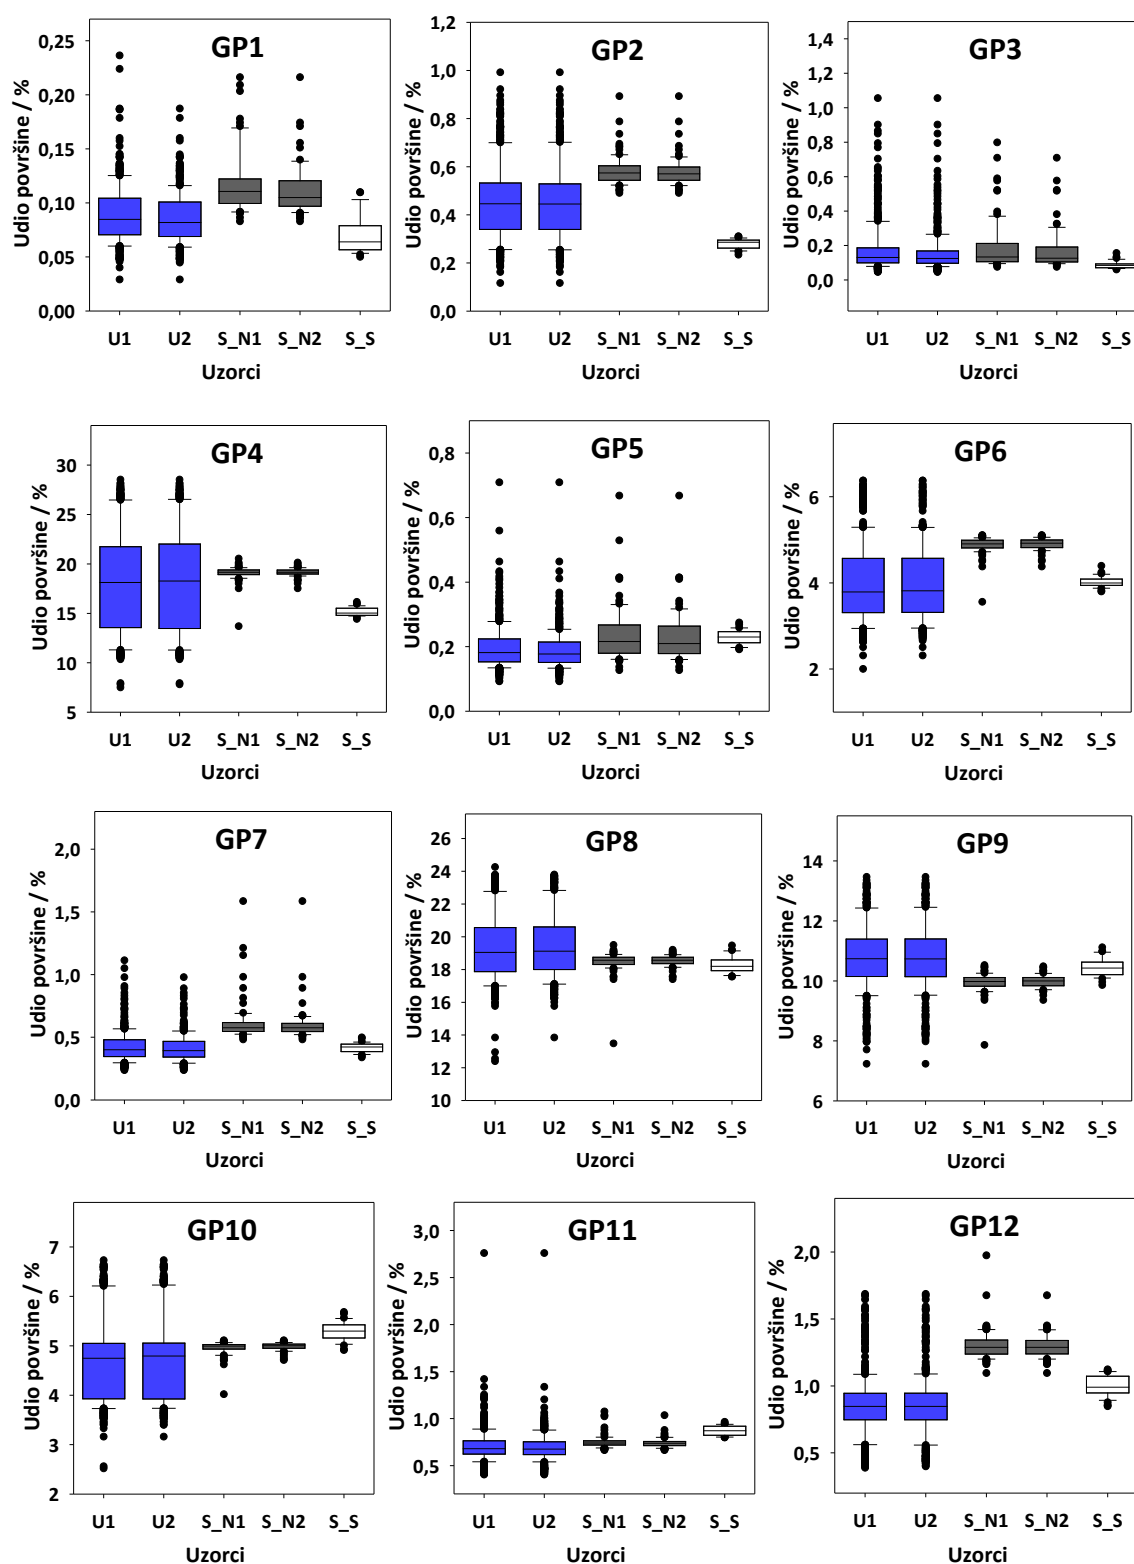 GP1
Udio površine / %
0,25
0,20
0,15
0,10
0,05
0,00
U1 U2 S_N1 S_N2 S_S
Uzorci
GP2
Udio površine / %
1,2
1,0
0,8
0,6
0,4
0,2
0,0
U1 U2 S_N1 S_N2 S_S
Uzorci
GP3
Udio površine / %
1,4
1,2
1,0
0,8
0,6
0,4
0,2
0,0
U1 U2 S_N1 S_N2 S_S
Uzorci
GP4
Udio površine / %
30
25
20
15
10
5
U1 U2 S_N1 S_N2 S_S
Uzorci
GP5
Udio površine / %
0,8
0,6
0,4
0,2
0,0
U1 U2 S_N1 S_N2 S_S
Uzorci
GP6
Udio površine / %
6
4
2
U1 U2 S_N1 S_N2 S_S
Uzorci
GP7
Udio površine / %
2,0
1,5
1,0
0,5
0,0
U1 U2 S_N1 S_N2 S_S
Uzorci
GP8
Udio površine / %
26
24
22
20
18
16
14
12
10
U1 U2 S_N1 S_N2 S_S
Uzorci
GP9
Udio površine / %
14
12
10
8
6
U1 U2 S_N1 S_N2 S_S
Uzorci
GP10
Udio površine / %
7
6
5
4
3
2
U1 U2 S_N1 S_N2 S_S
Uzorci
GP11
Udio površine / %
3,0
2,5
2,0
1,5
1,0
0,5
U1 U2 S_N1 S_N2 S_S
Uzorci
GP12
Udio površine / %
2,0
1,5
1,0
0,5
U1 U2 S_N1 S_N2 S_S
Uzorci